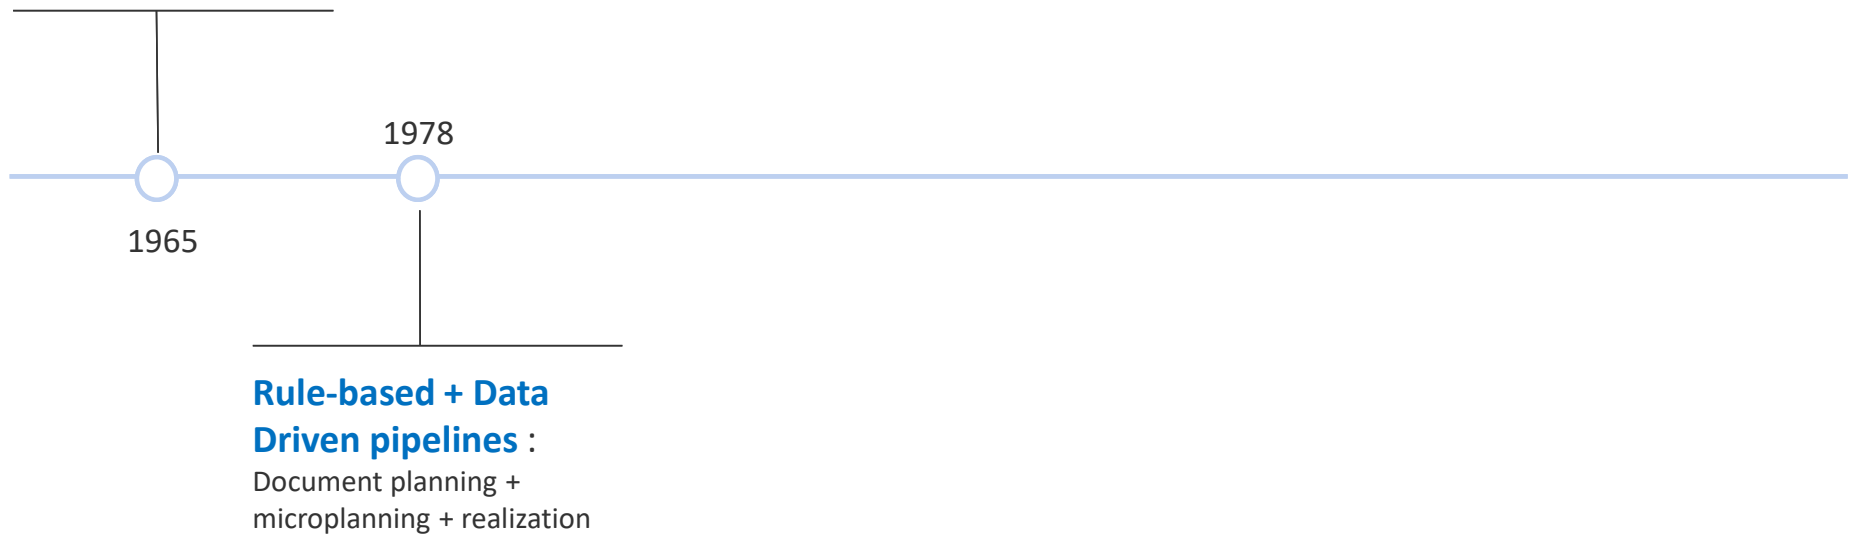 1978
1965
Rule-based + Data
Driven pipelines :
Document planning +
microplanning + realization